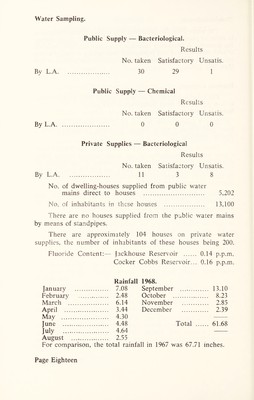 Water Sampling.
Public Supply — Bacteriological.
Results
No. taken Satisfactory Unsatis.
By L.A. .................. 30 29 1
Public Supply — Chemical
Results
No. taken Satisfactory Unsatis.
By L.A. .................. 0 0 0
Private Supplies — Bacteriological
Results
No. taken Satisfactory Unsatis.
By L.A. .................. 11 3 8
No. of dwelling-houses supplied from public water
mains direct to houses .................. 5,202
No. of inhabitants in these houses .................. 13,100
There are no houses supplied from the public water mains
by means of standpipes.
There are approximately 104 houses on private water
supplies, the number of inhabitants of these houses being 200.
Fluoride Content:— Jackhouse Reservoir ...... 0.14 p.p.m.
Cocker Cobbs Reservoir... 0.16 p.p.m.
Rainfall 1968.
January ............ 7.08 September ............ 13.10
February ............ 2.48 October ............ 8.23
March ............ 6.14 November ............ 2.85
April ............ 3.44 December ............ 2.39
May ............ 4.30
June ............ 4.48 Total ...... 61.68
July ............ 4.64
August ............ 2.55
For comparison, the total rainfall in 1967 was 67.71 inches.
Page Eighteen